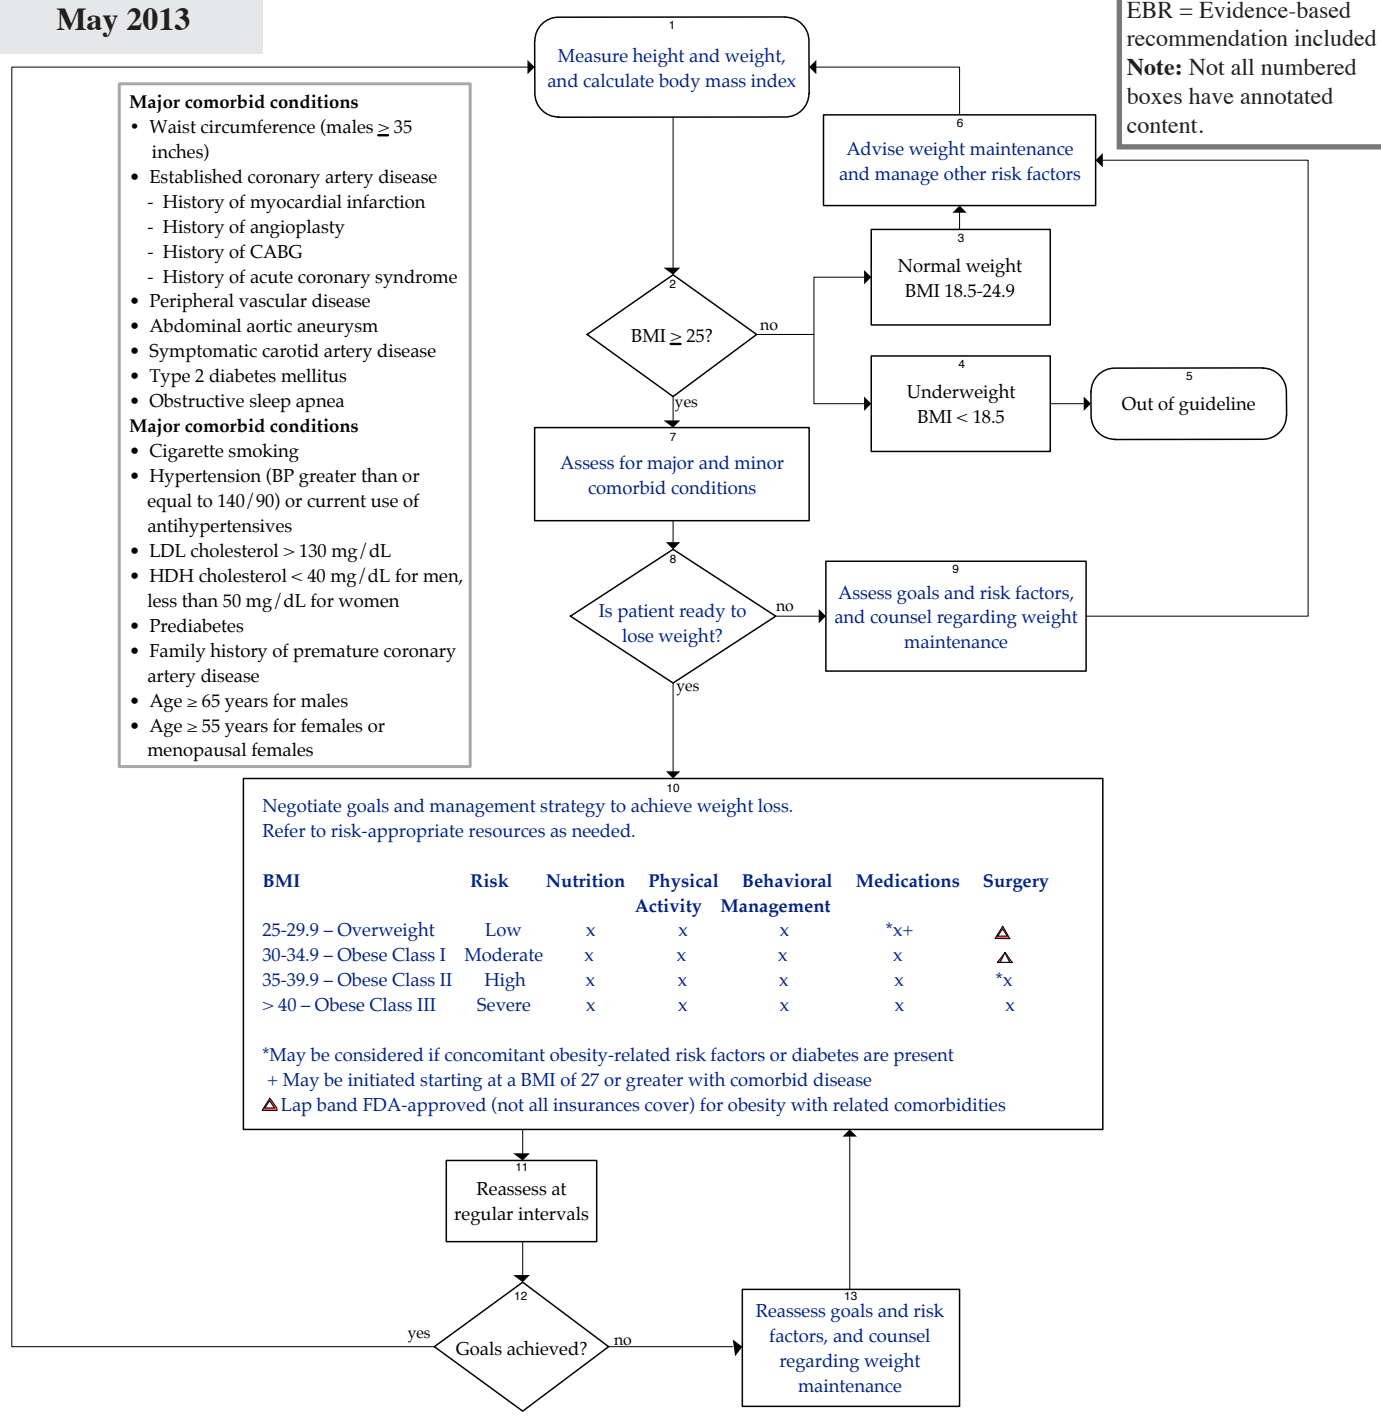 May 2013
EBR = Evidence-based
recommendation included
Note: Not all numbered
boxes have annotated
content.
1
Measure height and weight,
and calculate body mass index
Major comorbid conditions
• Waist circumference (males ≥ 35
inches)
• Established coronary artery disease
- History of myocardial infarction
- History of angioplasty
- History of CABG
- History of acute coronary syndrome
• Peripheral vascular disease
• Abdominal aortic aneurysm
• Symptomatic carotid artery disease
• Type 2 diabetes mellitus
• Obstructive sleep apnea
Major comorbid conditions
• Cigarette smoking
• Hypertension (BP greater than or
equal to 140/90) or current use of
antihypertensives
• LDL cholesterol > 130 mg/dL
• HDH cholesterol < 40 mg/dL for men,
less than 50 mg/dL for women
• Prediabetes
• Family history of premature coronary
artery disease
• Age ≥ 65 years for males
• Age ≥ 55 years for females or
menopausal females
6
Advise weight maintenance
and manage other risk factors
2
BMI ≥ 25?
no
yes
3
Normal weight
BMI 18.5-24.9
4
Underweight
BMI < 18.5
5
Out of guideline
7
Assess for major and minor
comorbid conditions
8
Is patient ready to
lose weight?
no
yes
9
Assess goals and risk factors,
and counsel regarding weight
maintenance
10
Negotiate goals and management strategy to achieve weight loss.
Refer to risk-appropriate resources as needed.
BMI Risk Nutrition Physical Behavioral Medications Surgery
Activity Management
25-29.9 – Overweight Low x x x *x+ △
30-34.9 – Obese Class I Moderate x x x x △
35-39.9 – Obese Class II High x x x x *x
> 40 – Obese Class III Severe x x x x x
*May be considered if concomitant obesity-related risk factors or diabetes are present
+ May be initiated starting at a BMI of 27 or greater with comorbid disease
△ Lap band FDA-approved (not all insurances cover) for obesity with related comorbidities
11
Reassess at
regular intervals
12
Goals achieved?
yes
no
13
Reassess goals and risk
factors, and counsel
regarding weight
maintenance